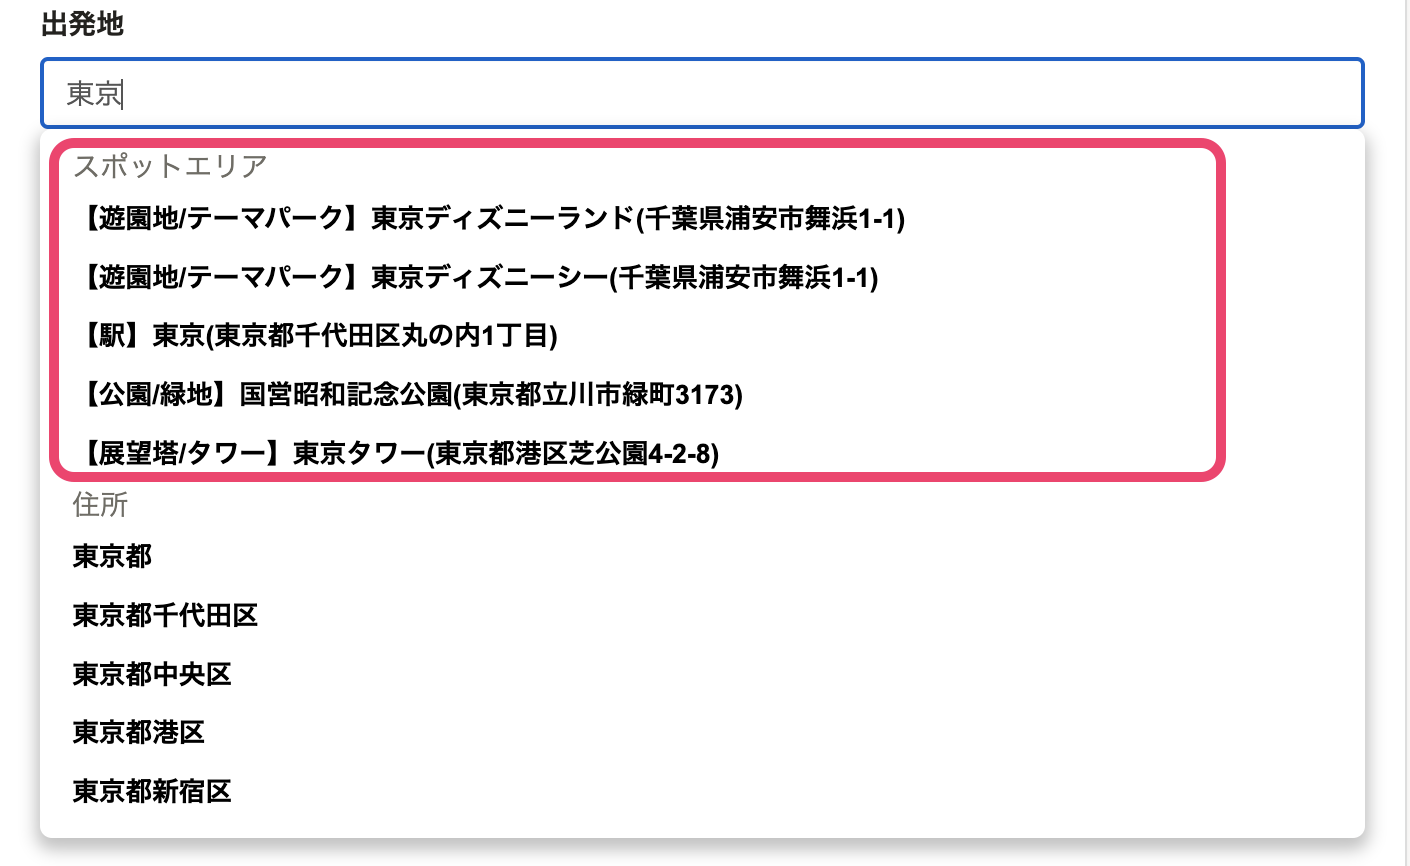 出発地
東京
スポットエリア
【遊園地/テーマパーク】東京ディズニーランド(千葉県浦安市舞浜1-1)
【遊園地/テーマパーク】東京ディズニーシー(千葉県浦安市舞浜1-1)
【駅】東京(東京都千代田区丸の内1丁目)
【公園/緑地】国営昭和記念公園(東京都立川市緑町3173)
【展望塔/タワー】東京タワー(東京都港区芝公園4-2-8)
住所
東京都
東京都千代田区
東京都中央区
東京都港区
東京都新宿区